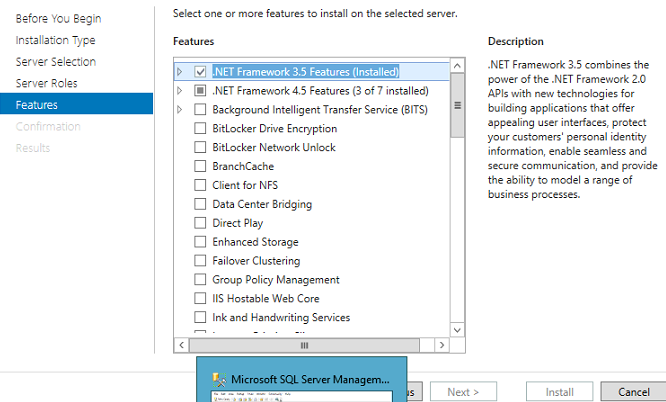 Before You Begin
Installation Type
Server Selection
Server Roles
Features
Confirmation
Results
Select one or more features to install on the selected server.
Features
.NET Framework 3.5 Features (Installed)
.NET Framework 4.5 Features (3 of 7 installed)
Background Intelligent Transfer Service (BITS)
BitLocker Drive Encryption
BitLocker Network Unlock
BranchCache
Client for NFS
Data Center Bridging
Direct Play
Enhanced Storage
Failover Clustering
Group Policy Management
IIS Hostable Web Core
Ink and Handwriting Services
Description
.NET Framework 3.5 combines the
power of the .NET Framework 2.0
APIs with new technologies for
building applications that offer
appealing user interfaces, protect
your customers' personal identity
information, enable seamless and
secure communication, and provide
the ability to model a range of
business processes.
Microsoft SQL Server Managem...
us
Next >
Install
Cancel